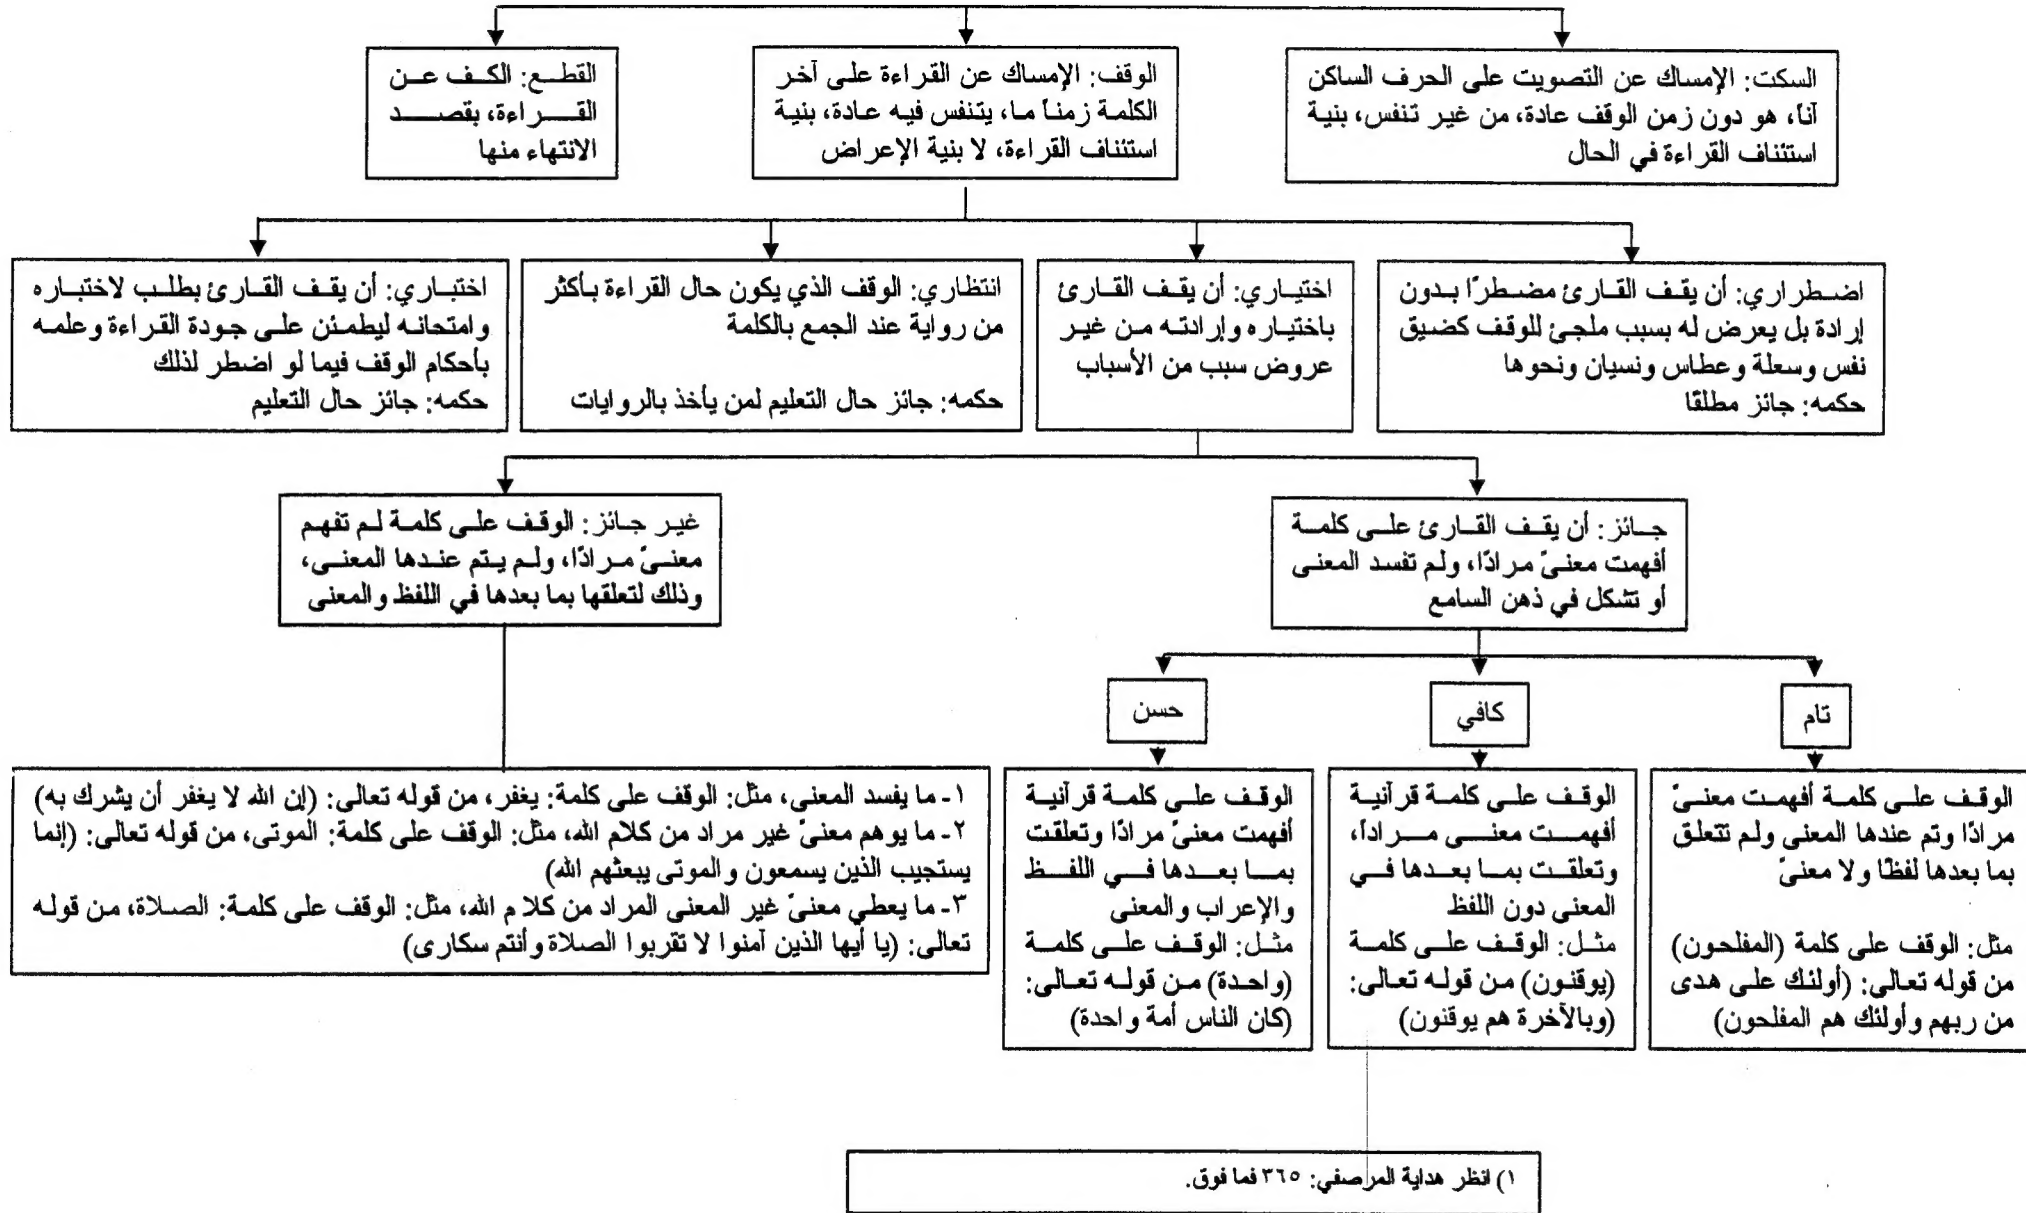 السكت: الإمساك عن التصويت على الحرف الساكن
آنا، هو دون زمن الوقف عادة، من غير تنفس، بنية
استئناف القراءة في الحال
الوقف: الإمساك عن القراءة على آخر
الكلمة زمناً ما، يتنفس فيه عادة، بنية
استئناف القراءة، لا بنية الإعراض
القطع: الكف عن
القراءة، بقصد
الانتهاء منها
اضطراري: أن يقف القارئ مضطرًا بدون
إرادة بل يعرض له بسبب ملجئ للوقف كضيق
نفس وسعلة وعطاس ونسيان ونحوها
حكمه: جائز مطلقًا
اختياري: أن يقف القارئ
باختياره وإرادته من غير
عروض سبب من الأسباب
انتظاري: الوقف الذي يكون حال القراءة بأكثر
من رواية عند الجمع بالكلمة
حكمه: جائز حال التعليم لمن يأخذ بالروايات
اختباري: أن يقف القارئ بطلب لاختباره
وامتحانه ليطمئن على جودة القراءة وعلمه
بأحكام الوقف فيما لو اضطر لذلك
حكمه: جائز حال التعليم
جائز: أن يقف القارئ على كلمة
أفهمت معنىً مرادًا، ولم تفسد المعنى
أو تشكل في ذهن السامع
غير جائز: الوقف على كلمة لم تفهم
معنىً مرادًا، ولم يتم عندها المعنى،
وذلك لتعلقها بما بعدها في اللفظ والمعنى
تام
كافي
حسن
الوقف على كلمة أفهمت معنىً
مرادًا وتم عندها المعنى ولم تتعلق
بما بعدها لفظًا ولا معنىً
مثل: الوقف على كلمة (المفلحون)
من قوله تعالى: (أولئك على هدى
من ربهم وأولئك هم المفلحون)
الوقف على كلمة قرآنية
أفهمت معنى مراداً،
وتعلقت بما بعدها في
المعنى دون اللفظ
مثل: الوقف على كلمة
(يوقنون) من قوله تعالى:
(وبالآخرة هم يوقنون)
الوقف على كلمة قرآنية
أفهمت معنىً مرادًا وتعلقت
بما بعدها في اللفظ
والإعراب والمعنى
مثل: الوقف على كلمة
(واحدة) من قوله تعالى:
(كان الناس أمة واحدة)
١- ما يفسد المعنى، مثل: الوقف على كلمة: يغفر، من قوله تعالى: (إن الله لا يغفر أن يشرك به)
٢- ما يوهم معنىً غير مراد من كلام الله، مثل: الوقف على كلمة: الموتى، من قوله تعالى: (إنما
يستجيب الذين يسمعون والموتى يبعثهم الله)
٣- ما يعطي معنىً غير المعنى المراد من كلام الله، مثل: الوقف على كلمة: الصلاة، من قوله
تعالى: (يا أيها الذين آمنوا لا تقربوا الصلاة وأنتم سكارى)
١) انظر هداية المرصفي: ٣٦٥ فما فوق.